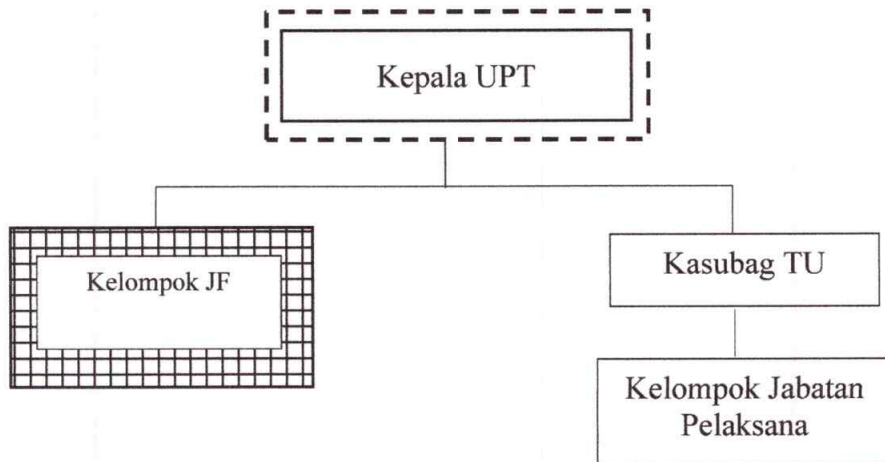 Kepala UPT
Kelompok JF
Kasubag TU
Kelompok Jabatan
Pelaksana